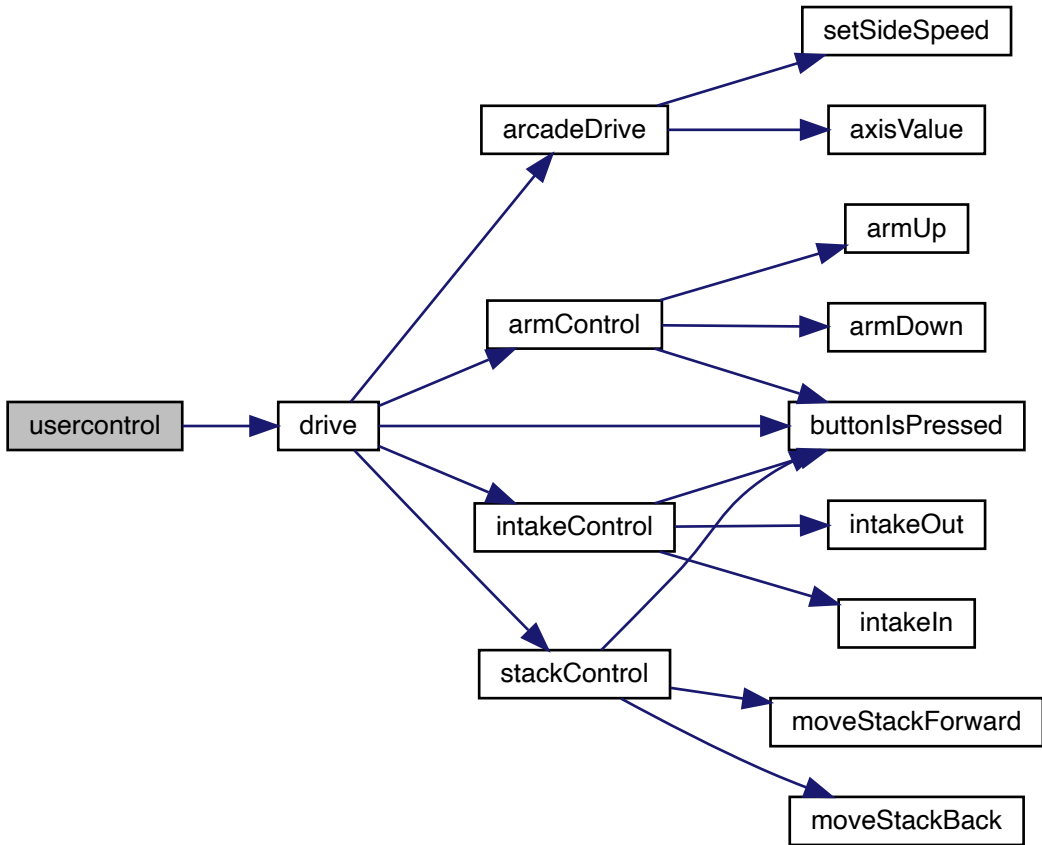 setSideSpeed
arcadeDrive
axisValue
armUp
armControl
armDown
usercontrol
drive
buttonIsPressed
intakeControl
intakeOut
intakeIn
stackControl
moveStackForward
moveStackBack